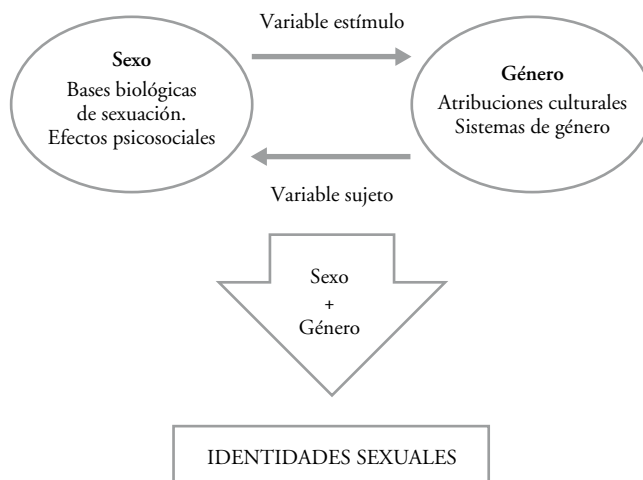 Variable estímulo
Sexo
Bases biológicas
de sexuación.
Efectos psicosociales
Género
Atribuciones culturales
Sistemas de género
Variable sujeto
Sexo
+
Género
IDENTIDADES SEXUALES